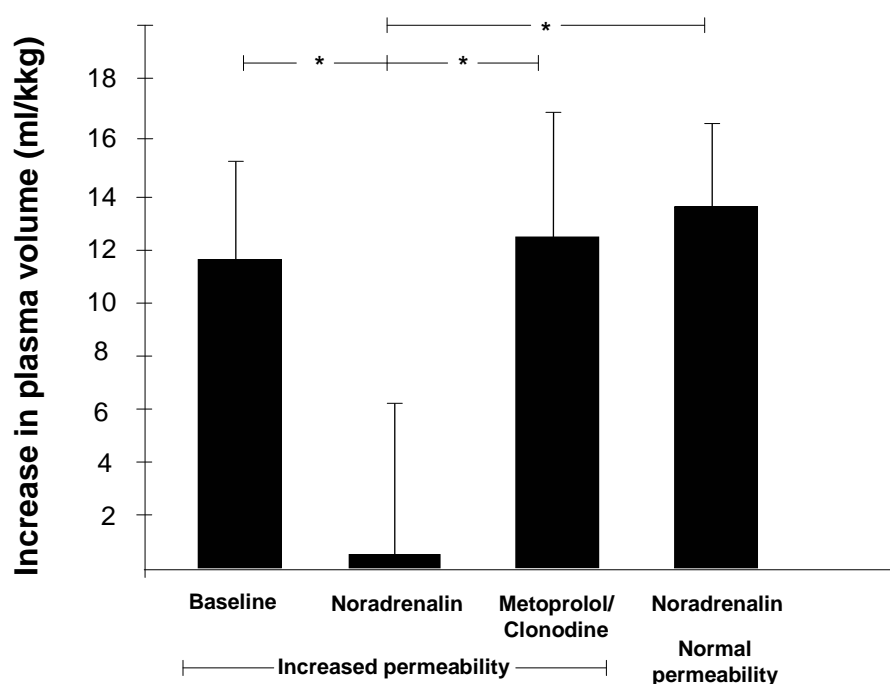 Increase in plasma volume (ml/kkg)
18
16
14
12
10
8
6
4
2
* *
*
Baseline Noradrenalin Metoprolol/ Noradrenalin
Clonodine
Increased permeability
Normal
permeability